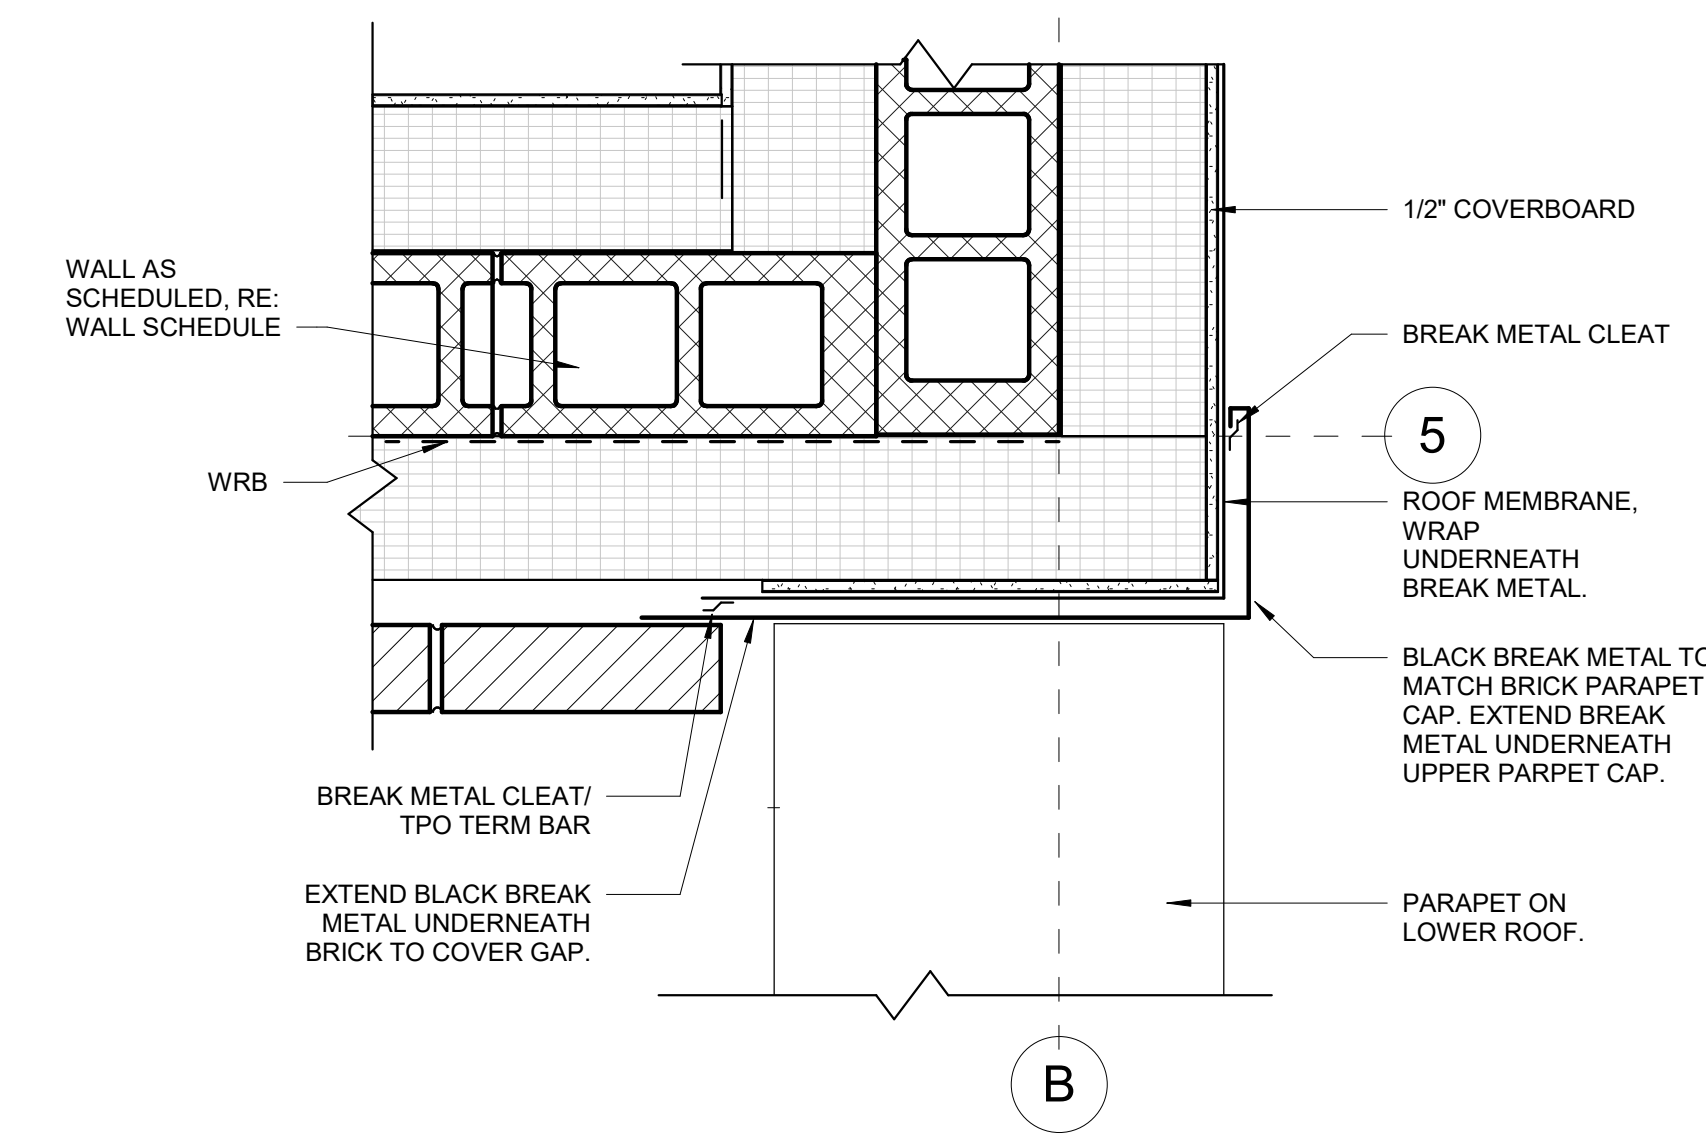 WALL AS
SCHEDULED, RE:
WALL SCHEDULE
WRB
BREAK METAL CLEAT/
TPO TERM BAR
EXTEND BLACK BREAK
METAL UNDERNEATH
BRICK TO COVER GAP.
1/2" COVERBOARD
BREAK METAL CLEAT
5
ROOF MEMBRANE,
WRAP
UNDERNEATH
BREAK METAL.
BLACK BREAK METAL TO
MATCH BRICK PARAPET
CAP. EXTEND BREAK
METAL UNDERNEATH
UPPER PARPET CAP.
PARAPET ON
LOWER ROOF.
B